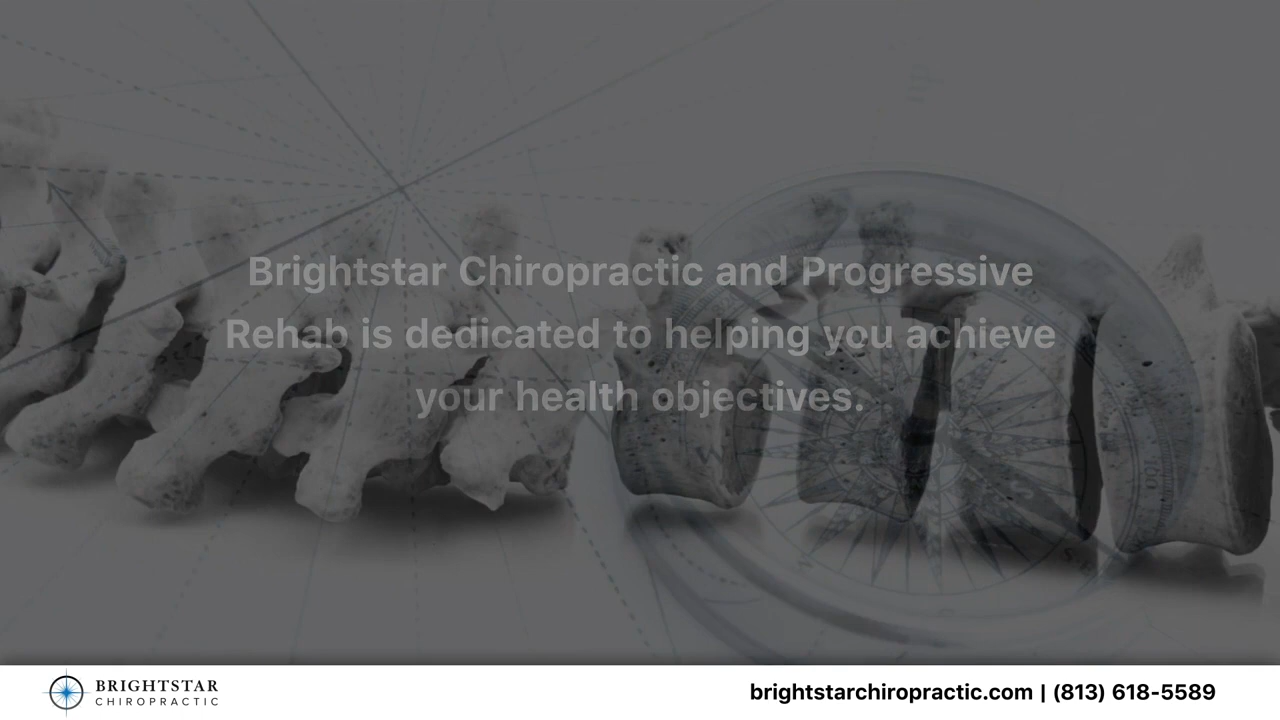 Brightstar Chiropractic and Progressive
Rehab is dedicated to helping you achieve
your health objectives.
BRIGHTSTAR
CHIROPRACTIC
brightstarchiropractic.com | (813) 618-5589